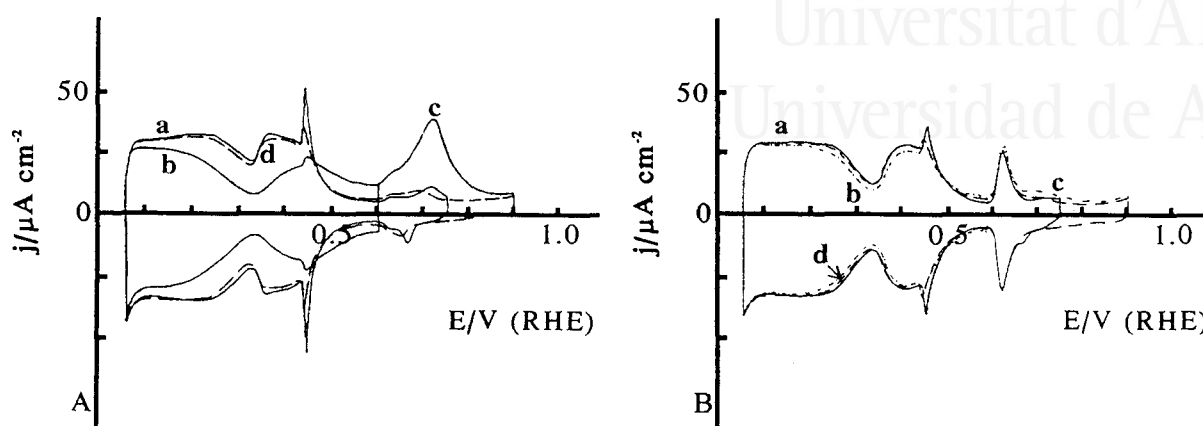 Universitat d'A
Universidad de A
50
0
j/µA cm-2
a
b
c
d
0.5
1.0
E/V (RHE)
A
50
0
j/µA cm-2
a
b
c
d
0.5
1.0
E/V (RHE)
B